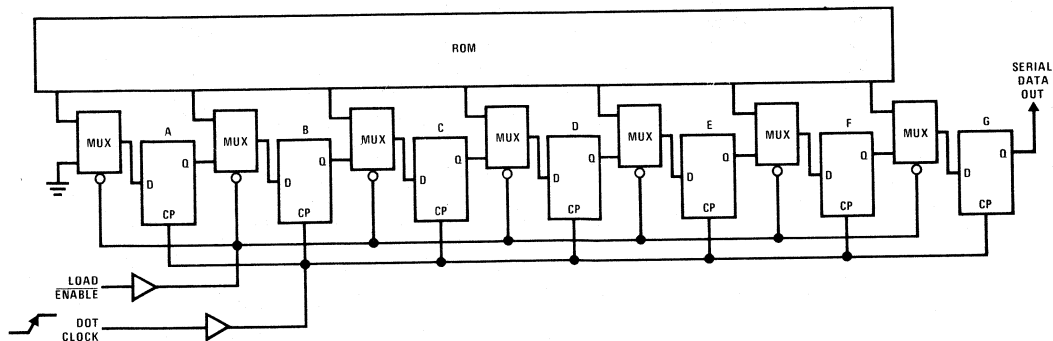 ROM
SERIAL
DATA
OUT
MUX
A
D
Q
CP
MUX
B
D
Q
CP
MUX
C
D
Q
CP
MUX
D
D
Q
CP
MUX
E
D
Q
CP
MUX
F
D
Q
CP
MUX
G
D
Q
CP
LOAD
ENABLE
DOT
CLOCK